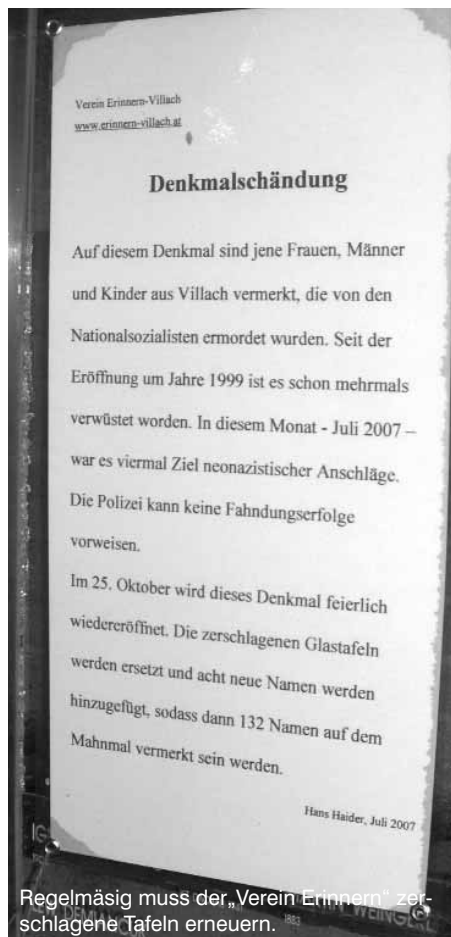 Verein Erinnern-Villach
www.erinnern-villach.at
Denkmalschändung
Auf diesem Denkmal sind jene Frauen, Männer
und Kinder aus Villach vermerkt, die von den
Nationalsozialisten ermordet wurden. Seit der
Eröffnung um Jahre 1999 ist es schon mehrmals
verwüstet worden. In diesem Monat - Juli 2007 –
war es viermal Ziel neonazistischer Anschläge.
Die Polizei kann keine Fahndungserfolge
vorweisen.
Im 25. Oktober wird dieses Denkmal feierlich
wiedereröffnet. Die zerschlagenen Glastafeln
werden ersetzt und acht neue Namen werden
hinzugefügt, sodass dann 132 Namen auf dem
Mahnmal vermerkt sein werden.
Hans Haider, Juli 2007
Regelmäsig muss der„Verein Erinnern“ zer-
schlagene Tafeln erneuern.
1883